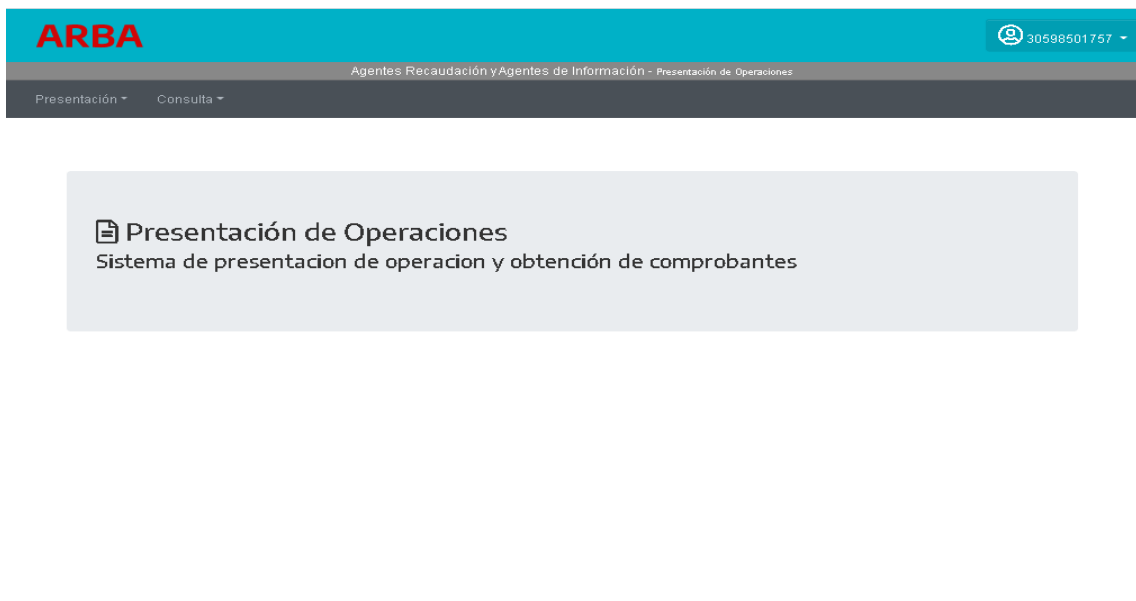 ARBA
30598501757
Agentes Recaudación y Agentes de Información - Presentación de Operaciones
Presentación Consulta
Presentación de Operaciones
Sistema de presentacion de operacion y obtención de comprobantes